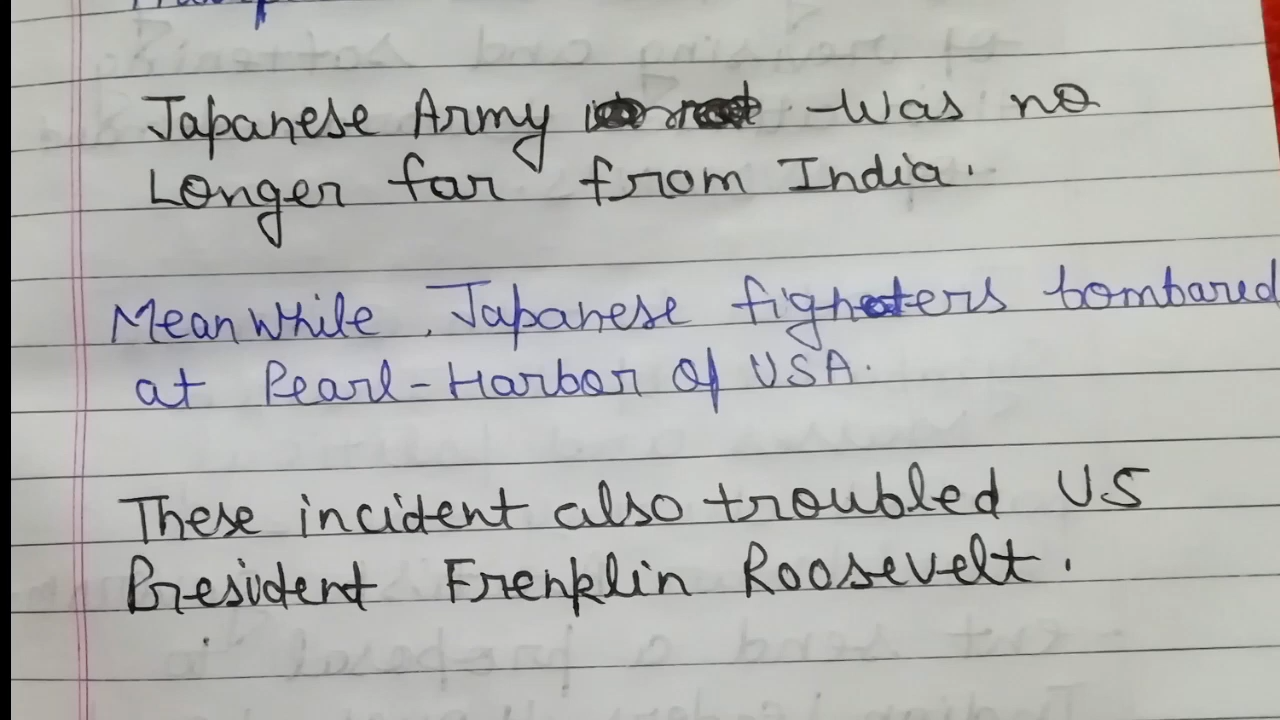 Japanese Army was no
Longer far from India.
Meanwhile, Japanese fighters bombared
at Pearl-Harbor of USA.
These incident also troubled US
President Frenklin Roosevelt.